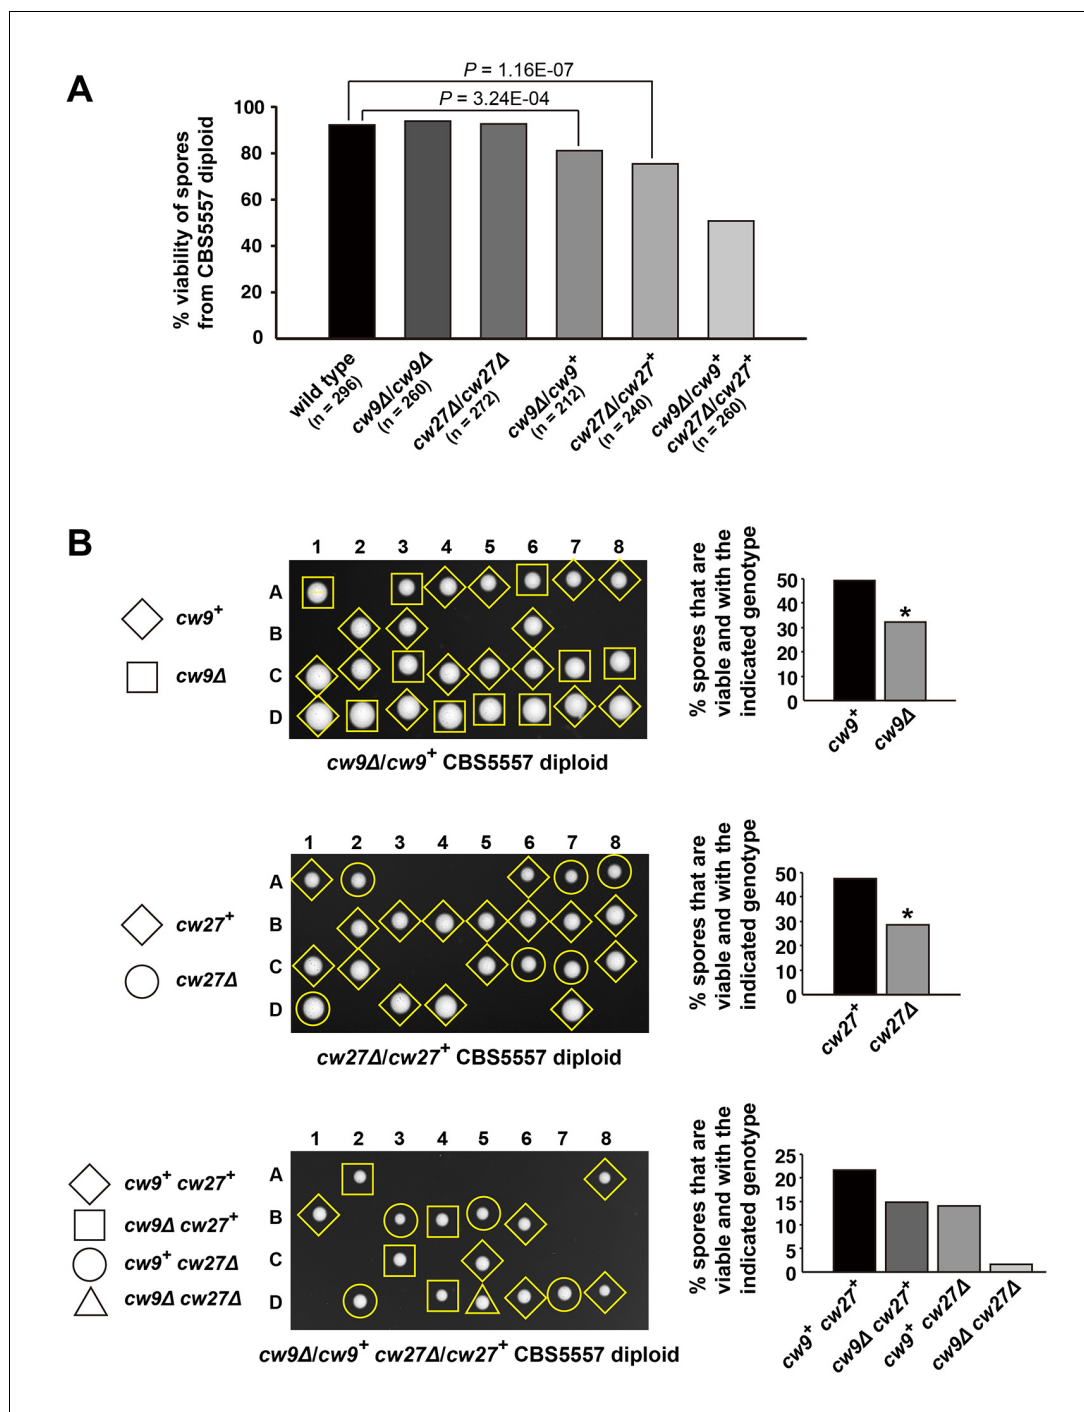 A
P = 1.16E-07
P = 3.24E-04
% viability of spores
from CBS5557 diploid
100
80
60
40
20
0
wild type
(n = 296)
cw9Δ/cw9Δ
(n = 260)
cw27Δ/cw27Δ
(n = 272)
cw9Δ/cw9+
(n = 212)
cw27Δ/cw27+
(n = 240)
cw9Δ/cw9+
cw27Δ/cw27+
(n = 260)
B
cw9+
cw9Δ
1 2 3 4 5 6 7 8
A
B
C
D
cw9Δ/cw9+ CBS5557 diploid
% spores that are
viable and with the
indicated genotype
50
40
30
20
10
0
*
cw9+
cw9Δ
cw27+
cw27Δ
1 2 3 4 5 6 7 8
A
B
C
D
cw27Δ/cw27+ CBS5557 diploid
% spores that are
viable and with the
indicated genotype
50
40
30
20
10
0
*
cw27+
cw27Δ
cw9+ cw27+
cw9Δ cw27+
cw9+ cw27Δ
cw9Δ cw27Δ
1 2 3 4 5 6 7 8
A
B
C
D
cw9Δ/cw9+ cw27Δ/cw27+ CBS5557 diploid
% spores that are
viable and with the
indicated genotype
25
20
15
10
5
0
cw9+ cw27+
cw9Δ cw27+
cw9+ cw27Δ
cw9Δ cw27Δ